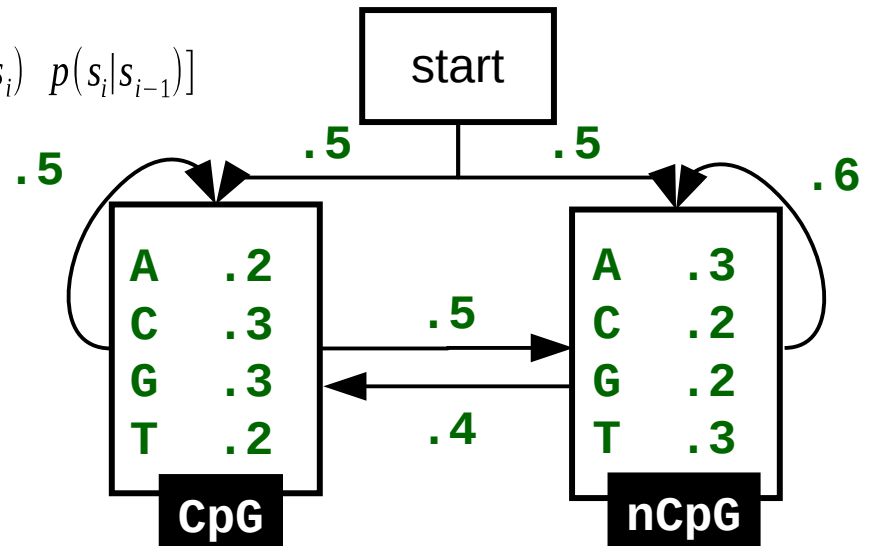 start
s_i) p(s_i|s_{i−1})]
.5 .5
.5 .6
A .2
C .3
G .3
T .2
CpG
.5
.4
A .3
C .2
G .2
T .3
nCpG